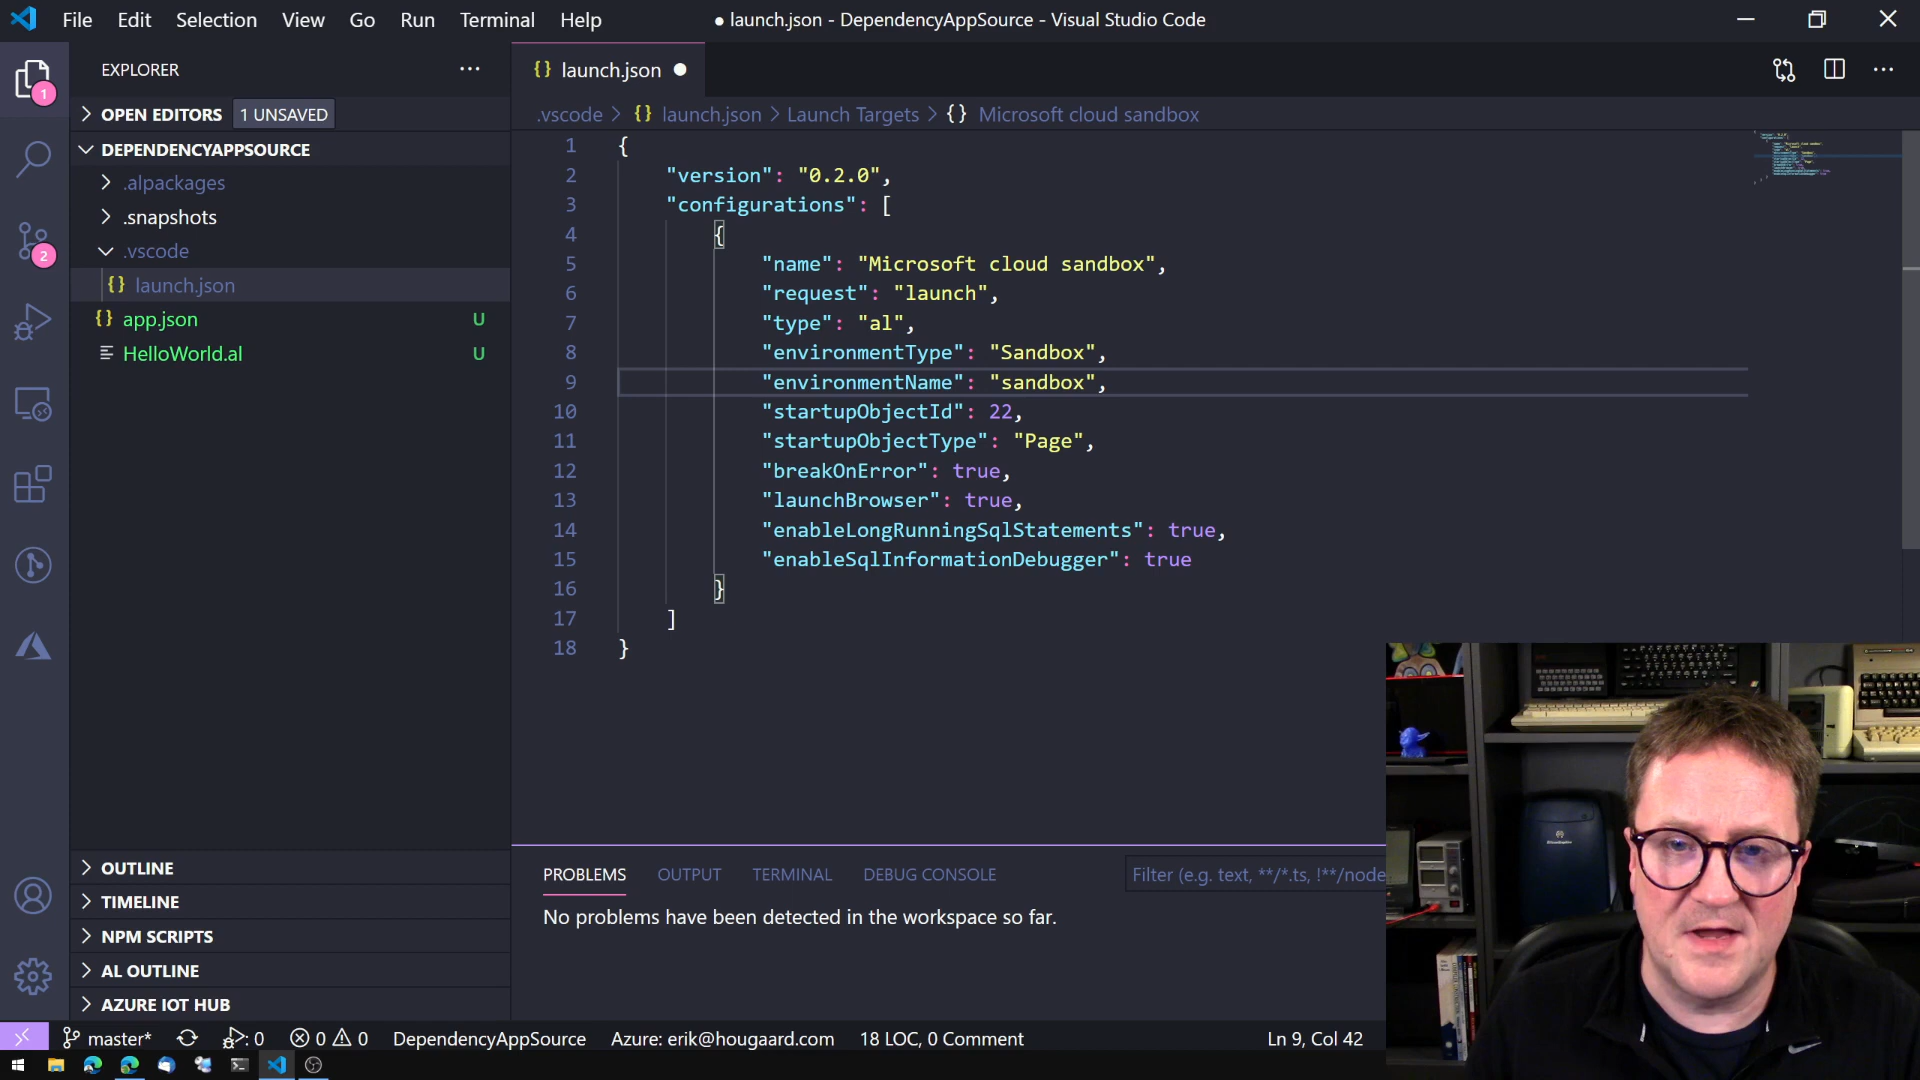 File Edit Selection View Go Run Terminal Help
● launch.json - DependencyAppSource - Visual Studio Code
EXPLORER
1
OPEN EDITORS 1 UNSAVED
DEPENDENCYAPPSOURCE
.alpackages
.snapshots
2
.vscode
{} launch.json
{} app.json U
HelloWorld.al U
OUTLINE
TIMELINE
NPM SCRIPTS
AL OUTLINE
AZURE IOT HUB
{} launch.json ●
.vscode > {} launch.json > Launch Targets > {} Microsoft cloud sandbox
1 {
2 "version": "0.2.0",
3 "configurations": [
4 {
5 "name": "Microsoft cloud sandbox",
6 "request": "launch",
7 "type": "al",
8 "environmentType": "Sandbox",
9 "environmentName": "sandbox",
10 "startupObjectId": 22,
11 "startupObjectType": "Page",
12 "breakOnError": true,
13 "launchBrowser": true,
14 "enableLongRunningSqlStatements": true,
15 "enableSqlInformationDebugger": true
16 }
17 ]
18 }
PROBLEMS OUTPUT TERMINAL DEBUG CONSOLE
Filter (e.g. text, **/*.ts, !**/node
No problems have been detected in the workspace so far.
master* : 0 0 0 DependencyAppSource Azure: erik@hougaard.com 18 LOC, 0 Comment Ln 9, Col 42